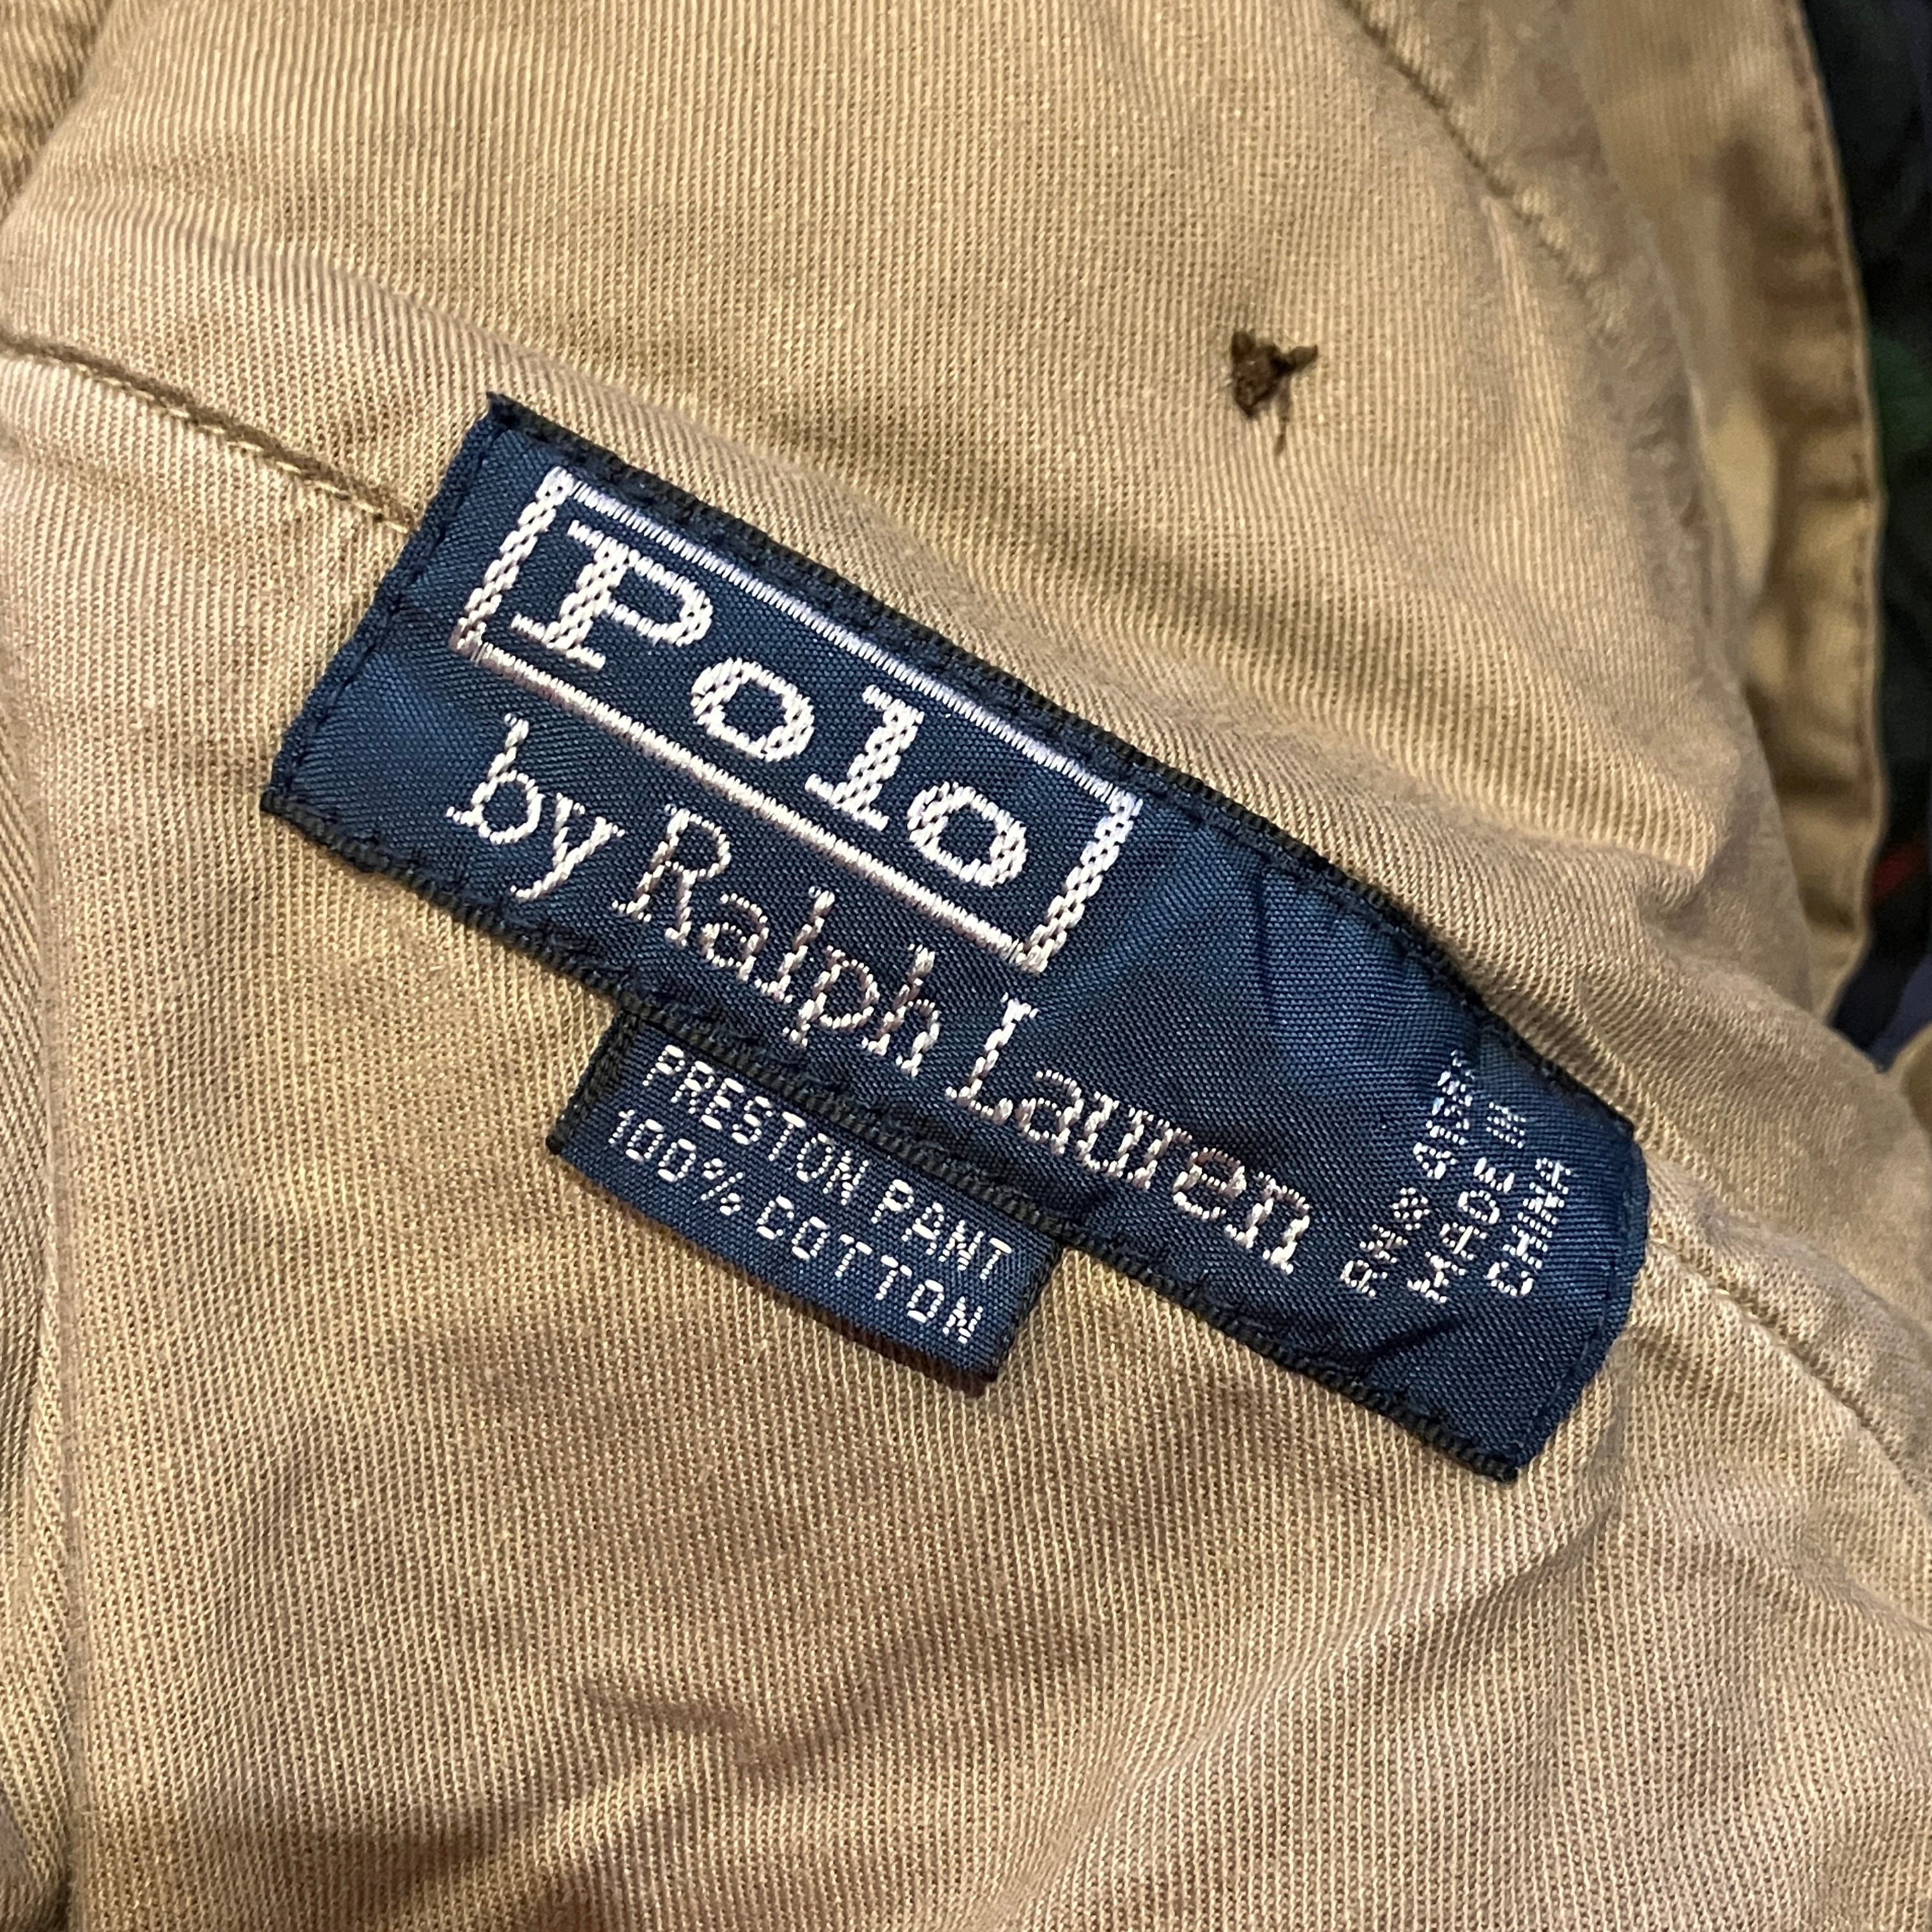 Polo
by Ralph Lauren
MADE IN
CHINA
PRESTON PANT
100% COTTON